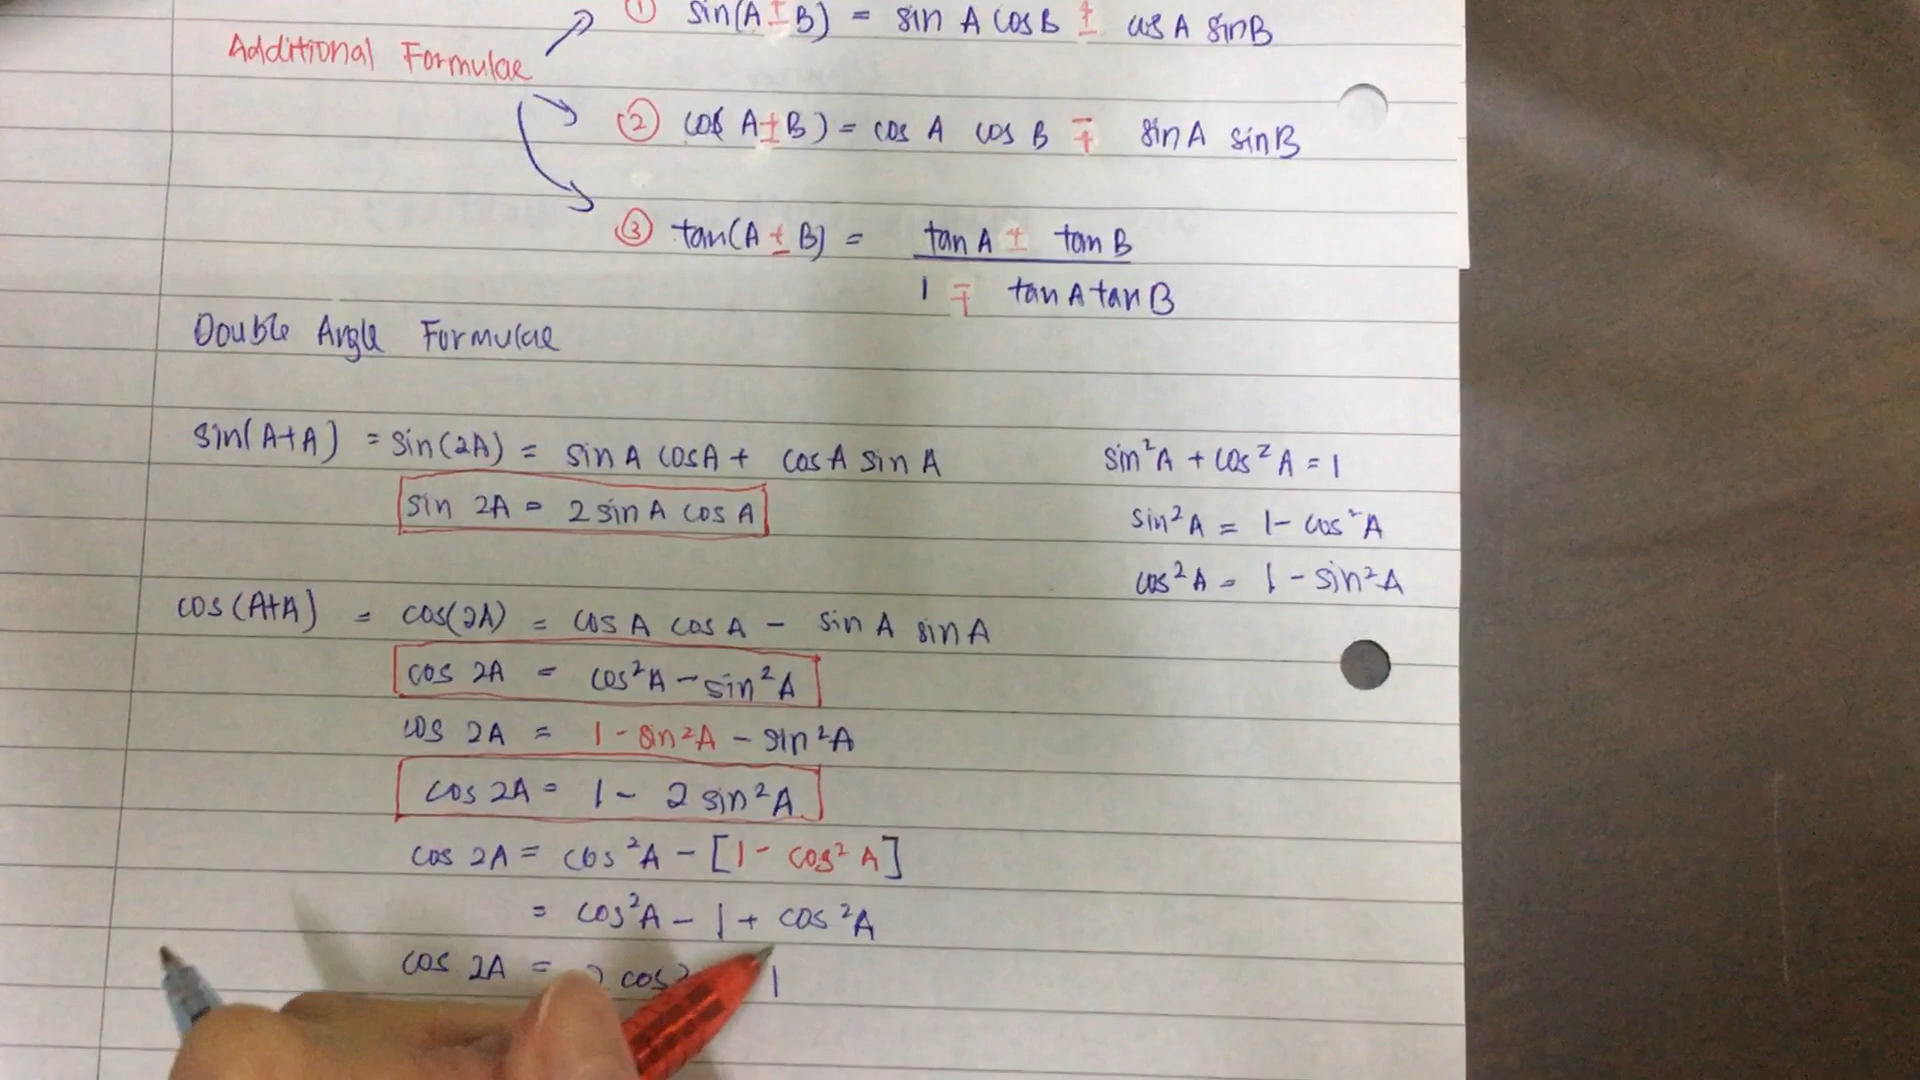 ① sin(A ± B) = sin A cos B ± cos A sin B
Additional Formulae
② cos(A ± B) = cos A cos B ∓ sin A sin B
③ tan(A ± B) = tan A ± tan B
1 ∓ tan A tan B
Double Angle Formulae
sin(A+A) = sin(2A) = sin A cos A + cos A sin A
sin 2A = 2 sin A cos A
sin²A + cos²A = 1
sin²A = 1 - cos²A
cos²A = 1 - sin²A
cos(A+A) = cos(2A) = cos A cos A - sin A sin A
cos 2A = cos²A - sin²A
cos 2A = 1 - sin²A - sin²A
cos 2A = 1 - 2 sin²A
cos 2A = cos²A - [1 - cos²A]
= cos²A - 1 + cos²A
cos 2A = cos 1